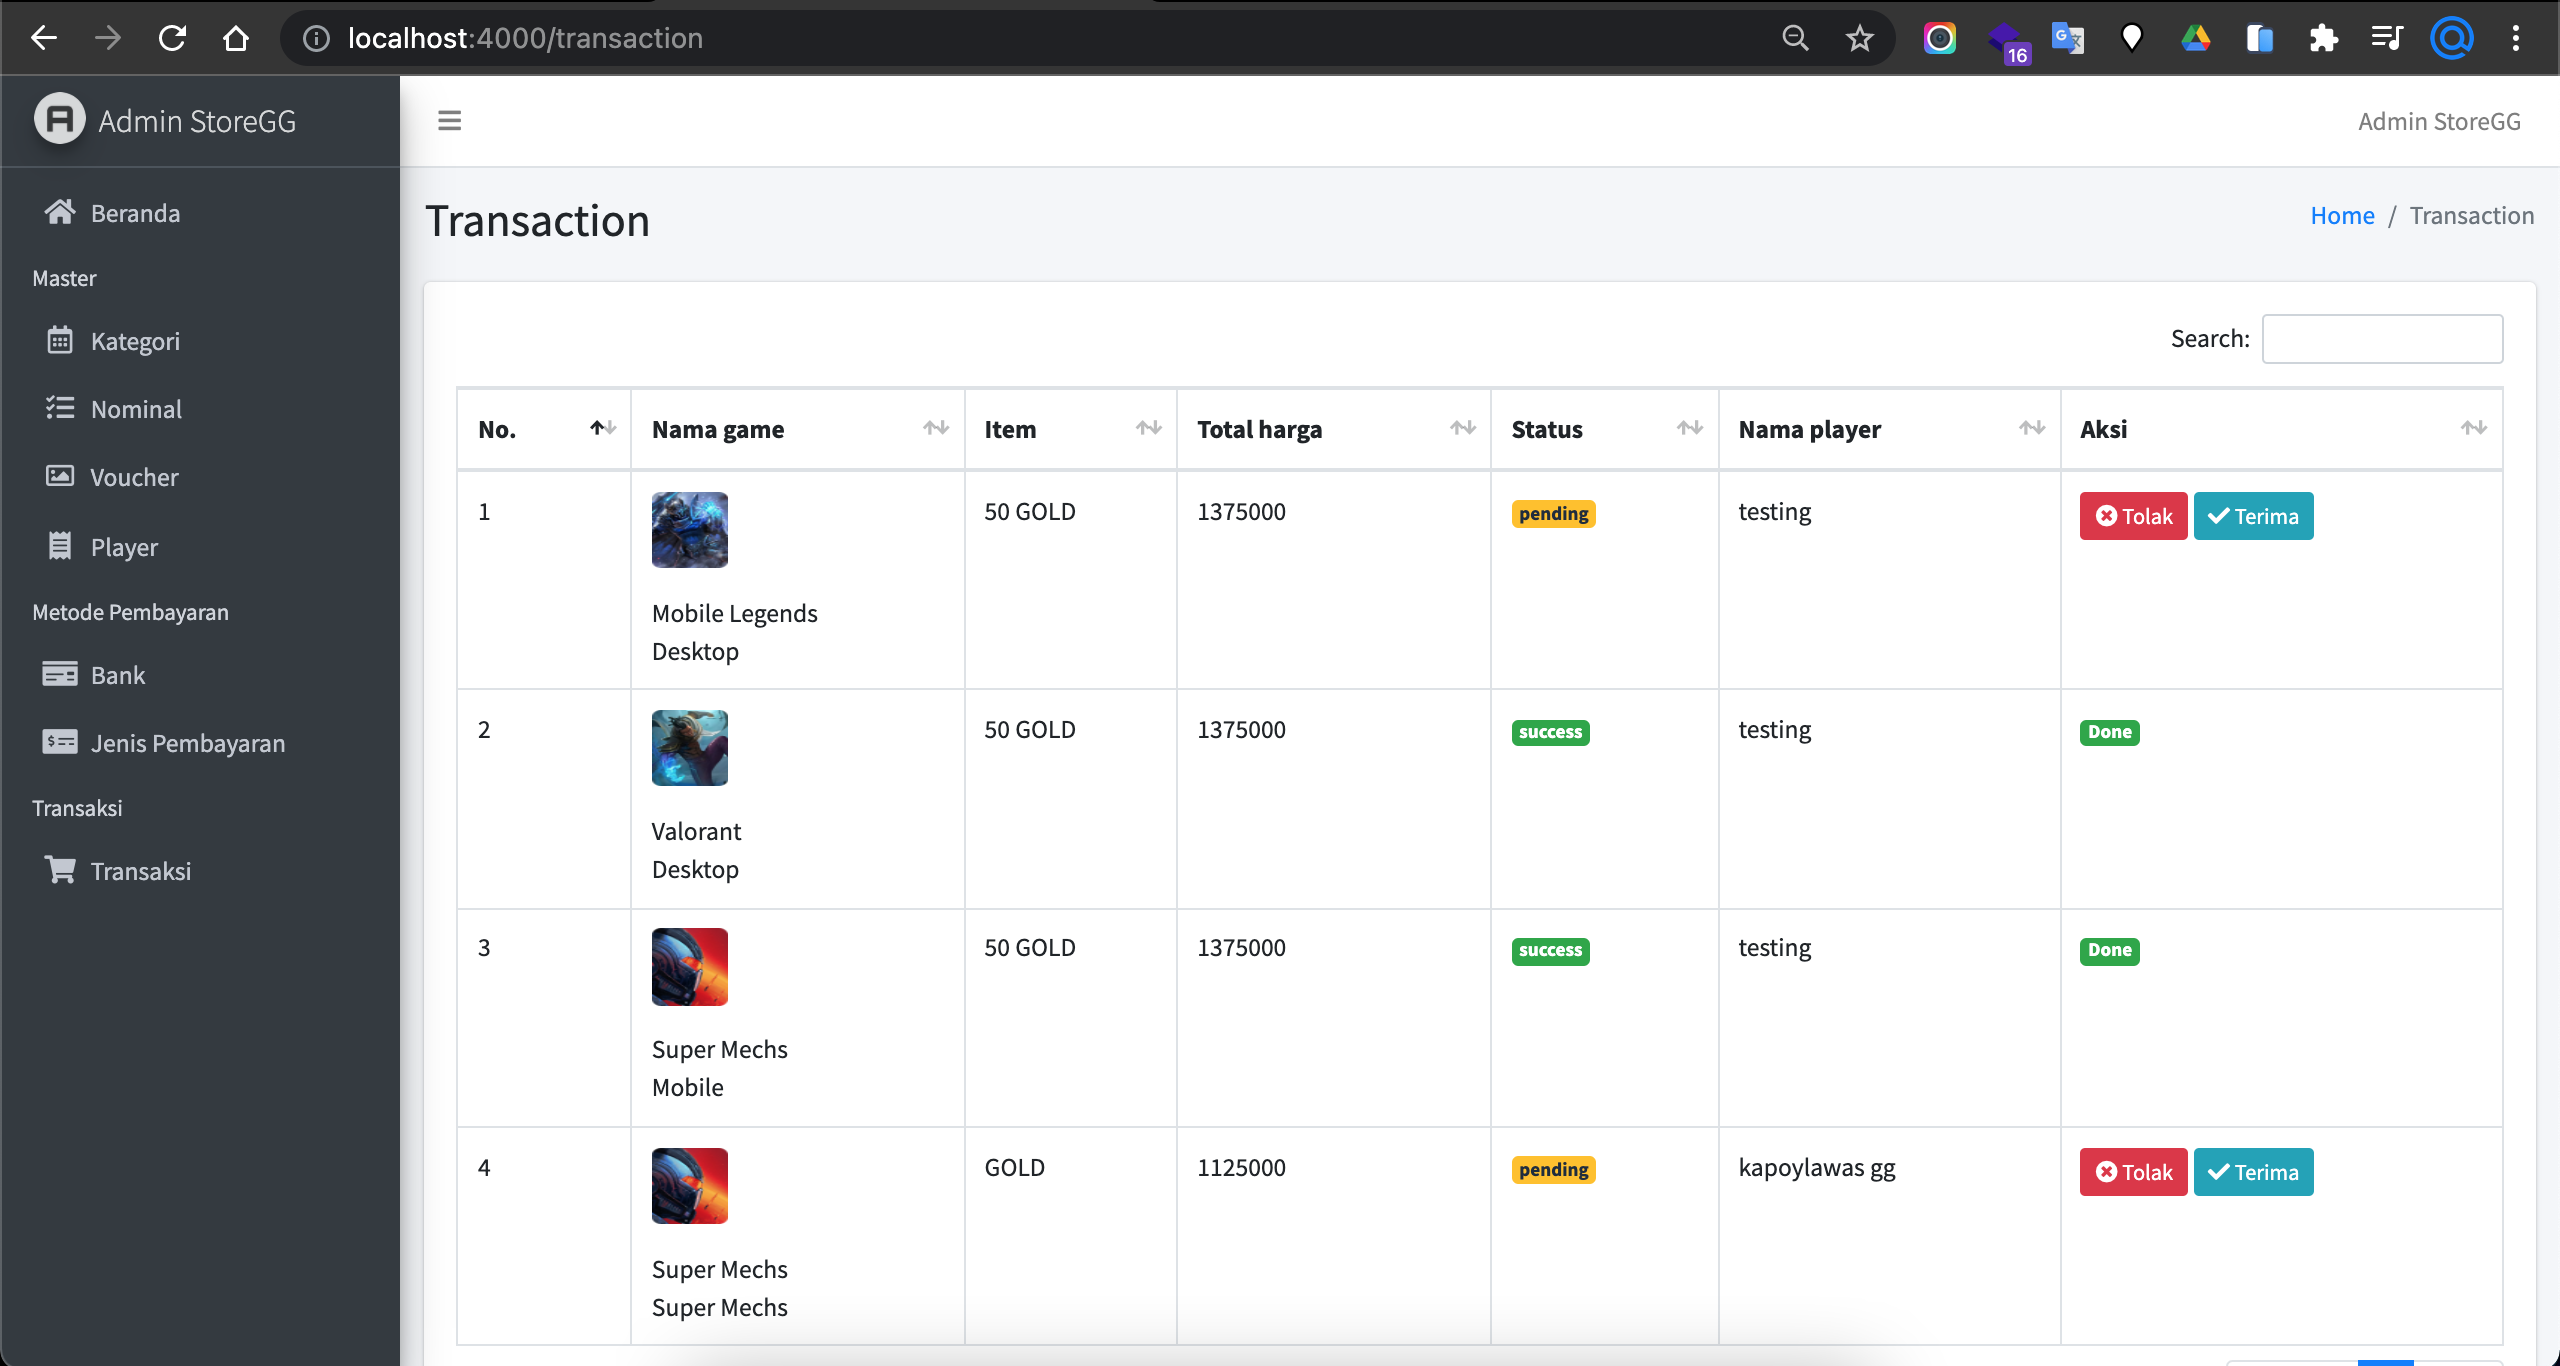 localhost:4000/transaction
16
Admin StoreGG
Admin StoreGG
Beranda
Master
Kategori
Nominal
Voucher
Player
Metode Pembayaran
Bank
Jenis Pembayaran
Transaksi
Transaksi
Transaction
Home / Transaction
Search:
No. Nama game Item Total harga Status Nama player Aksi
1 50 GOLD 1375000 pending testing Tolak Terima
Mobile Legends
Desktop
2 50 GOLD 1375000 success testing Done
Valorant
Desktop
3 50 GOLD 1375000 success testing Done
Super Mechs
Mobile
4 GOLD 1125000 pending kapoylawas gg Tolak Terima
Super Mechs
Super Mechs